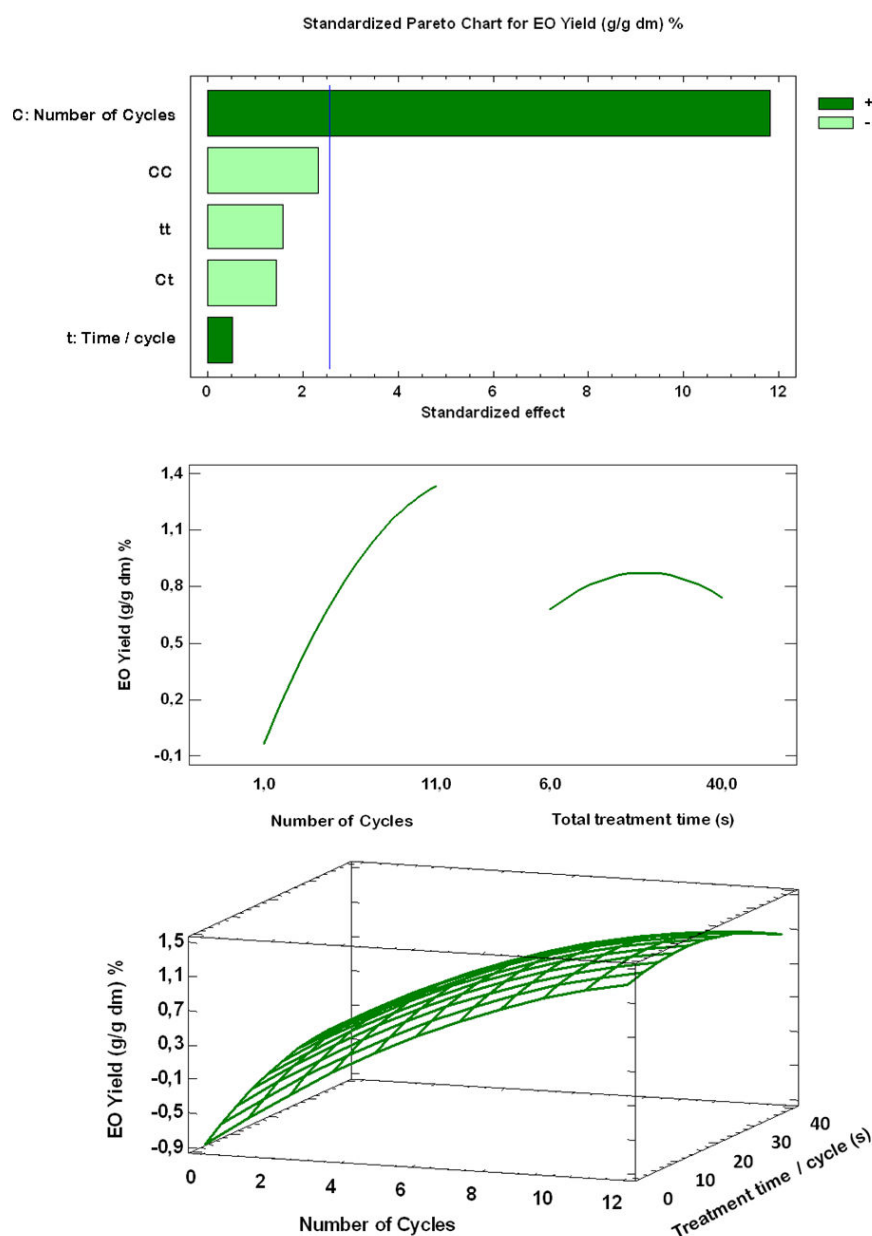 Standardized Pareto Chart for EO Yield (g/g dm) %
C: Number of Cycles
CC
tt
Ct
t: Time / cycle
+
-
0 2 4 6 8 10 12
Standardized effect
EO Yield (g/g dm) %
1,4
1,1
0,8
0,5
0,2
-0,1
1,0 11,0 6,0 40,0
Number of Cycles Total treatment time (s)
EO Yield (g/g dm) %
1,5
1,1
0,7
0,3
-0,1
-0,5
-0,9
0 2 4 6 8 10 12
Number of Cycles
0 10 20 30 40
Treatment time / cycle (s)